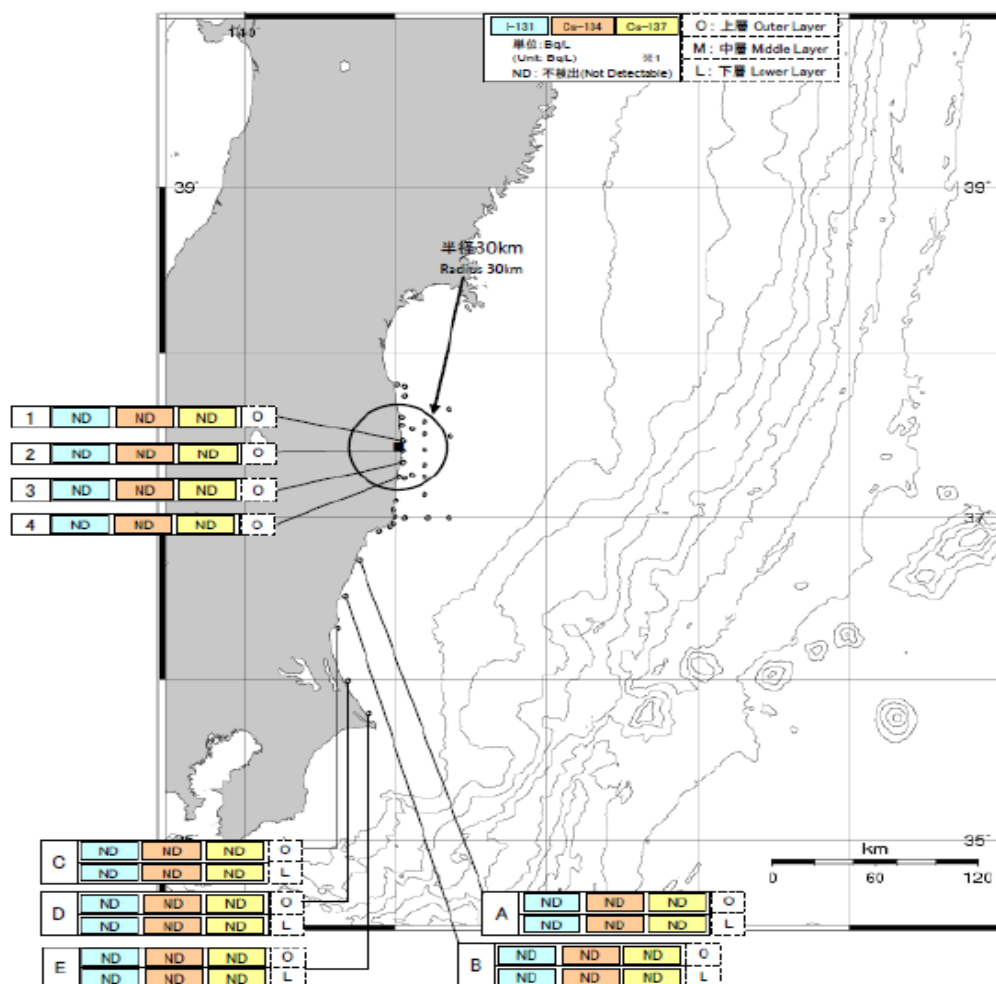 I-131 Cs-134 Cs-137
単位: Bq/L
(Unit: Bq/L) ※1
ND : 不検出(Not Detectable)
O : 上層 Outer Layer
M : 中層 Middle Layer
L : 下層 Lower Layer
39°
39°
半径30km
Radius 30km
1 ND ND ND O
2 ND ND ND O
3 ND ND ND O
4 ND ND ND O
37°
35°
km
0 60 120
C ND ND ND O
ND ND ND L
D ND ND ND O
ND ND ND L
E ND ND ND O
ND ND ND L
A ND ND ND O
ND ND ND L
B ND ND ND O
ND ND ND L